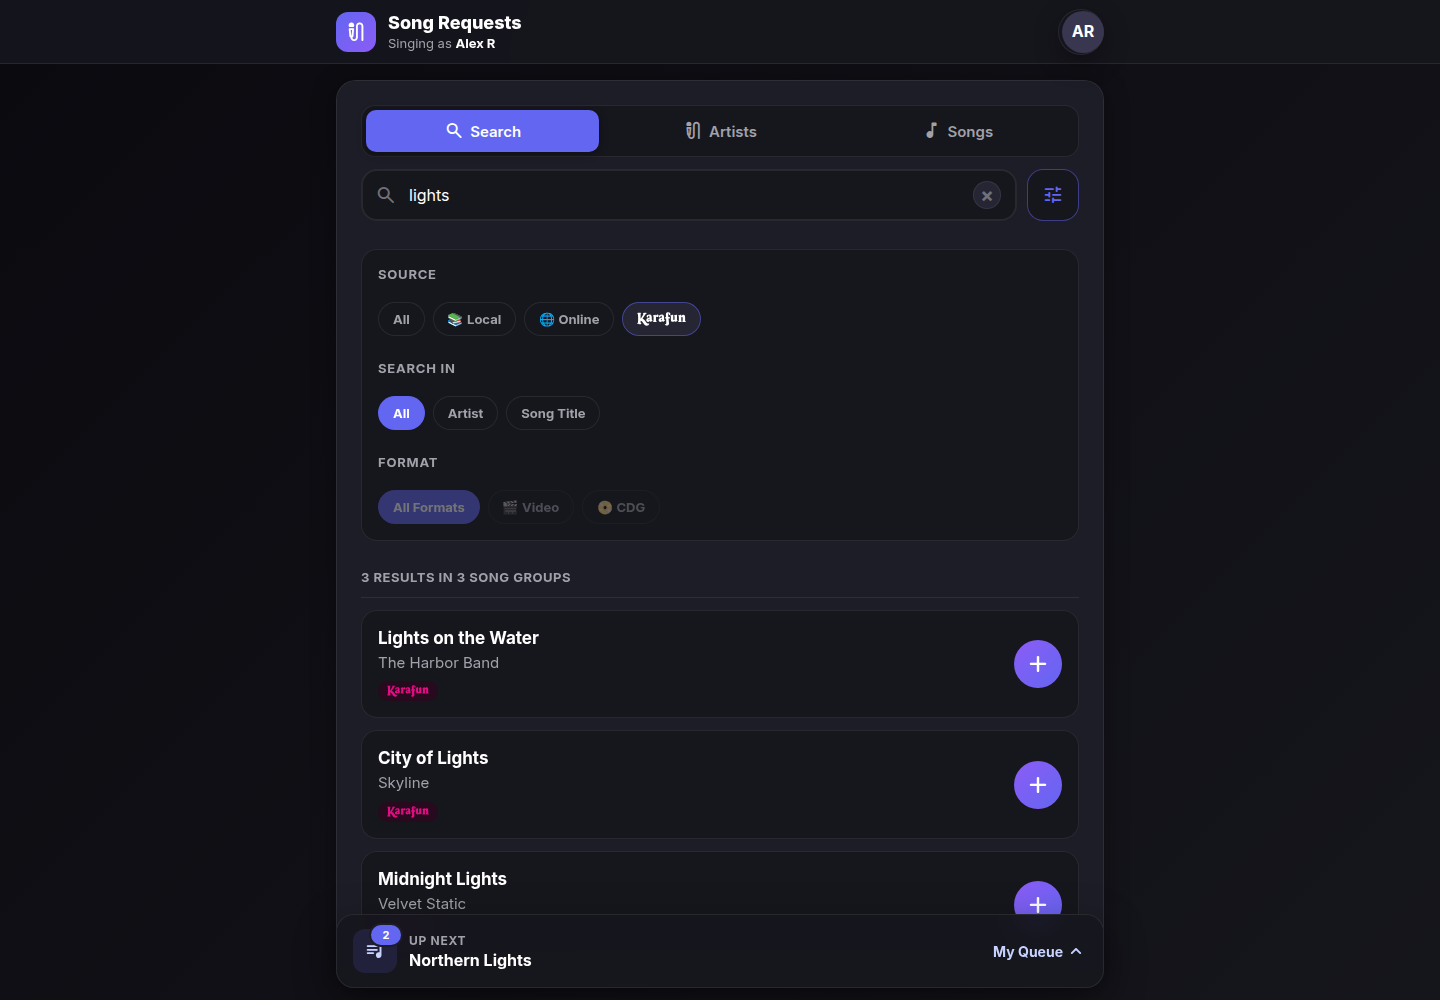 Song Requests
Singing as Alex R
AR
Search
Artists
Songs
lights
SOURCE
All
Local
Online
Karafun
SEARCH IN
All
Artist
Song Title
FORMAT
All Formats
Video
CDG
3 RESULTS IN 3 SONG GROUPS
Lights on the Water
The Harbor Band
Karafun
City of Lights
Skyline
Karafun
Midnight Lights
Velvet Static
2
UP NEXT
Northern Lights
My Queue